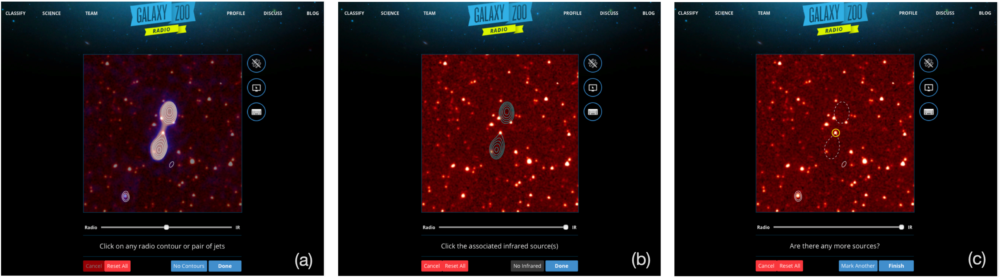 CLASSIFY SCIENCE TEAM GALAXY ZOO PROFILE DISCUSS BLOG
RADIO
Radio IR
Click on any radio contour or pair of jets
Cancel Reset All No Contours Done
(a)
CLASSIFY SCIENCE TEAM GALAXY ZOO PROFILE DISCUSS BLOG
RADIO
Radio IR
Click the associated infrared source(s)
Cancel Reset All No Infrared Done
(b)
CLASSIFY SCIENCE TEAM GALAXY ZOO PROFILE DISCUSS BLOG
RADIO
Radio IR
Are there any more sources?
Cancel Reset All Mark Another Finish
(c)